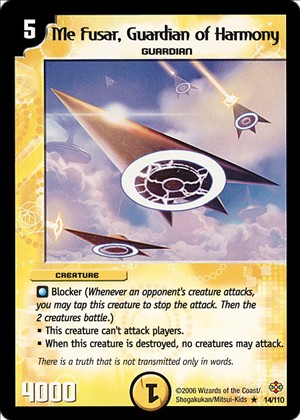 5
Me Fusar, Guardian of Harmony
GUARDIAN
CREATURE
Blocker (Whenever an opponent's creature attacks,
you may tap this creature to stop the attack. Then the
2 creatures battle.)
• This creature can't attack players.
• When this creature is destroyed, no creatures may attack.
There is a truth that is not transmitted only in words.
4000
1
©2006 Wizards of the Coast/
Shogakukan/Mitsui-Kids ★ 14/110